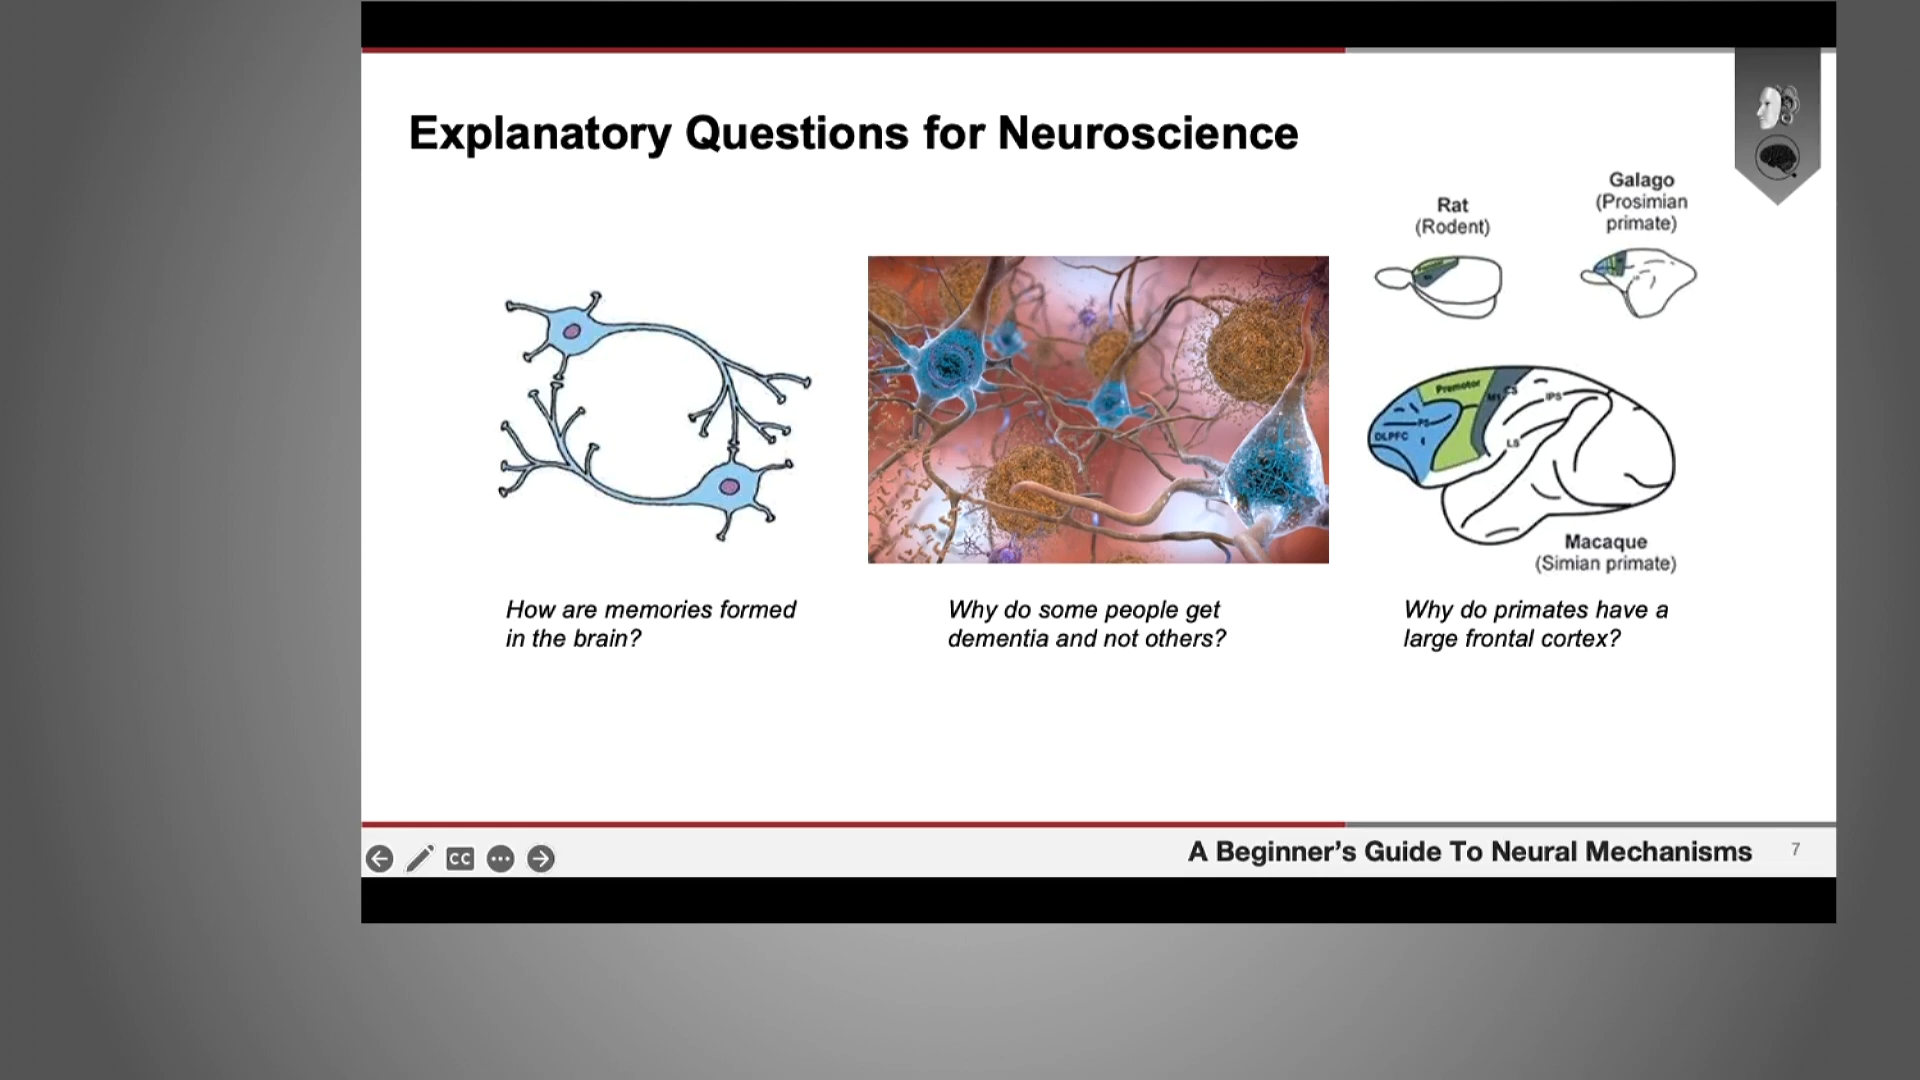 Explanatory Questions for Neuroscience
Rat
(Rodent)
Galago
(Prosimian
primate)
Premotor
M1
CS
IPS
PS
DLPFC
LS
Macaque
(Simian primate)
How are memories formed
in the brain?
Why do some people get
dementia and not others?
Why do primates have a
large frontal cortex?
CC
A Beginner’s Guide To Neural Mechanisms
7